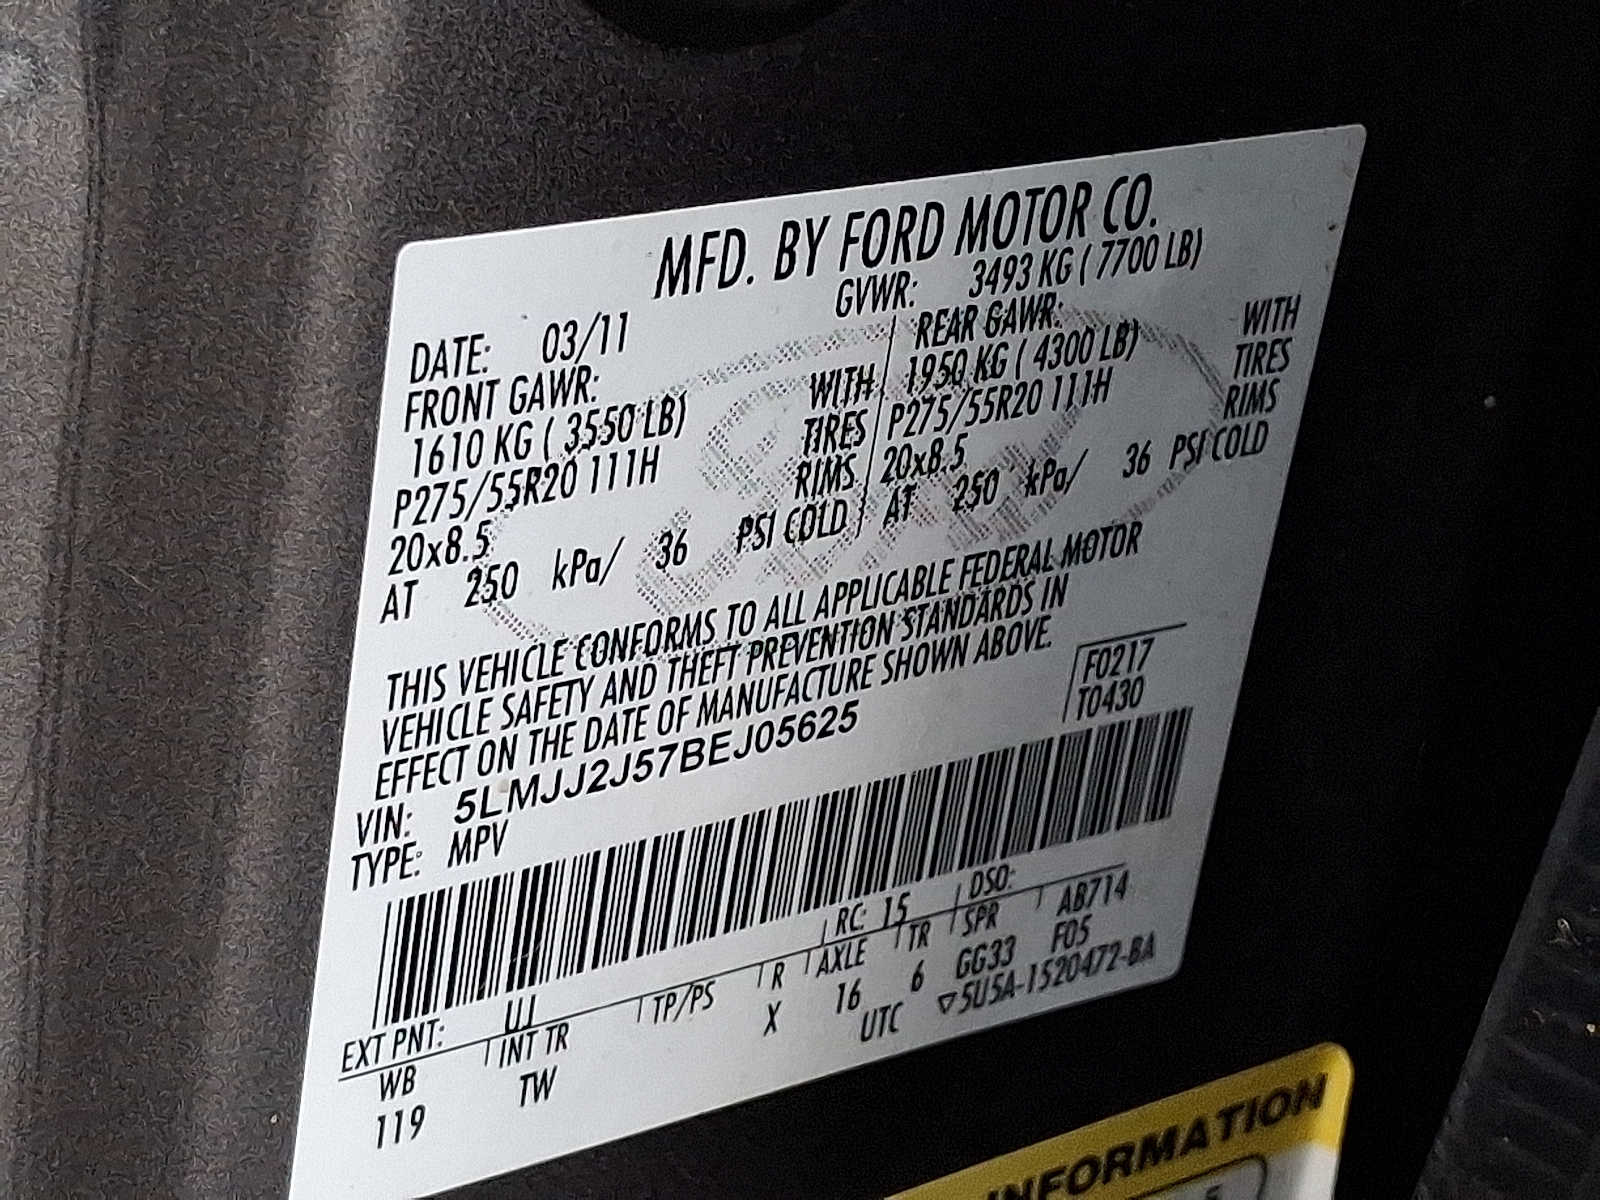 MFD. BY FORD MOTOR CO.
DATE: 03/11 GVWR: 3493 KG ( 7700 LB)
FRONT GAWR: REAR GAWR:
1610 KG ( 3550 LB) WITH 1950 KG ( 4300 LB) WITH
P275/55R20 111H TIRES P275/55R20 111H TIRES
20x8.5 RIMS 20x8.5 RIMS
AT 250 kPa/ 36 PSI COLD AT 250 kPa/ 36 PSI COLD
THIS VEHICLE CONFORMS TO ALL APPLICABLE FEDERAL MOTOR
VEHICLE SAFETY AND THEFT PREVENTION STANDARDS IN
EFFECT ON THE DATE OF MANUFACTURE SHOWN ABOVE.
F0217
T0430
VIN: 5LMJJ2J57BEJ05625
TYPE: MPV
EXT PNT: UJ RC: 15 DSO:
WB INT TR TP/PS R AXLE TR SPR AB714
119 TW X 16 6 GG33 F05
UTC ▽5U5A-1520472-BA
INFORMATION